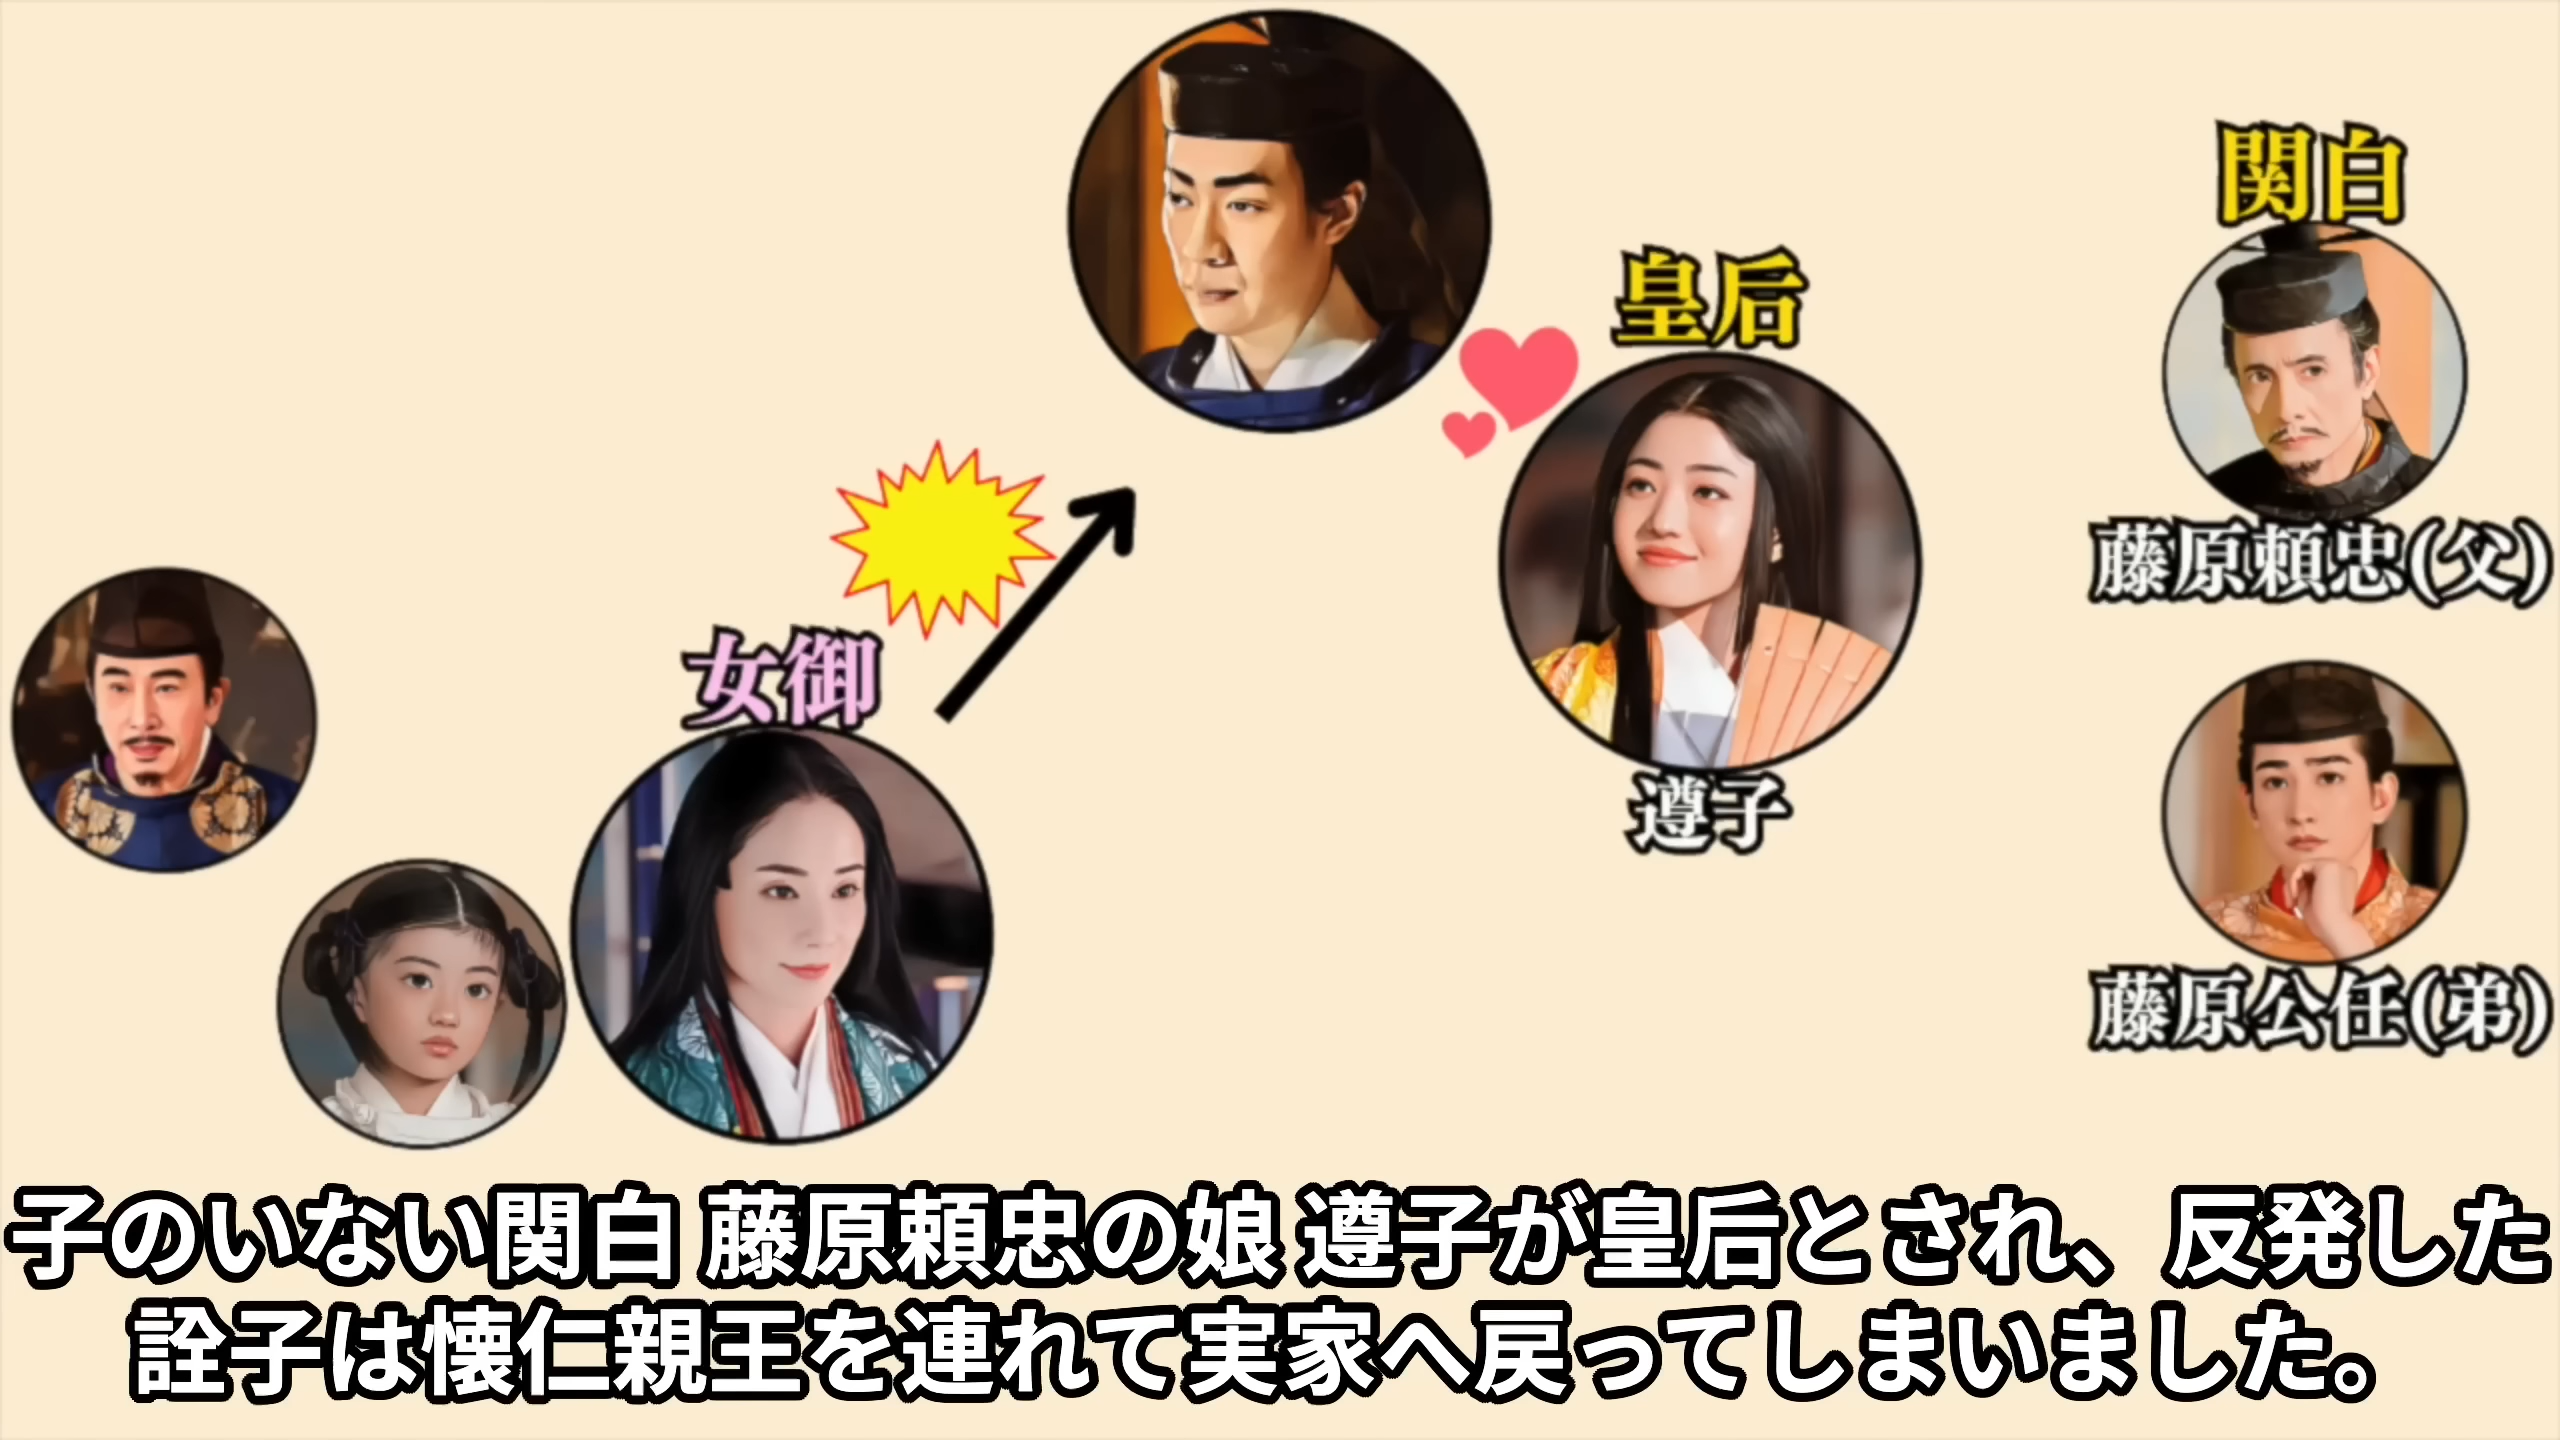 関白
皇后
藤原頼忠(父)
女御
遵子
藤原公任(弟)
子のいない関白 藤原頼忠の娘 遵子が皇后とされ、反発した
詮子は懐仁親王を連れて実家へ戻ってしまいました。